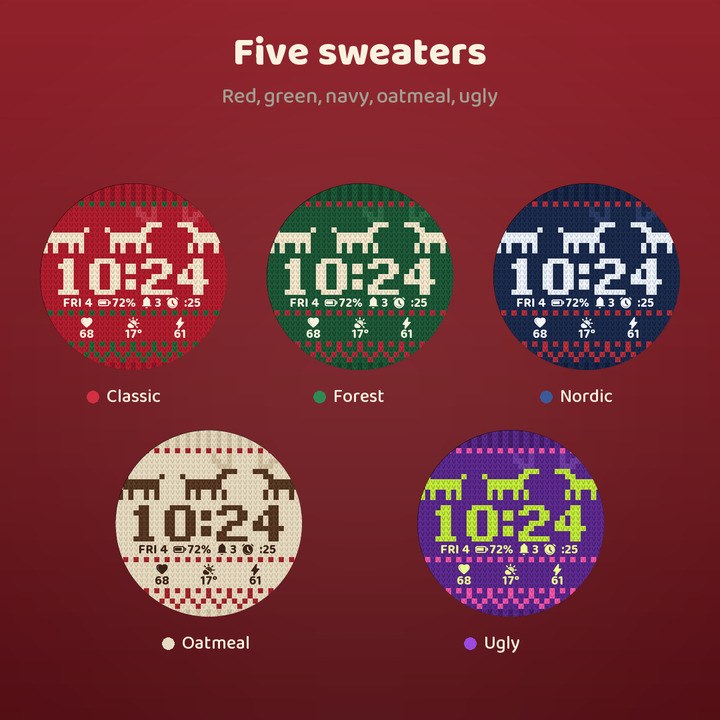 Five sweaters
Red, green, navy, oatmeal, ugly
10:24
FRI 4 72% 3 :25
68 17° 61
Classic
10:24
FRI 4 72% 3 :25
68 17° 61
Forest
10:24
FRI 4 72% 3 :25
68 17° 61
Nordic
10:24
FRI 4 72% 3 :25
68 17° 61
Oatmeal
10:24
FRI 4 72% 3 :25
68 17° 61
Ugly